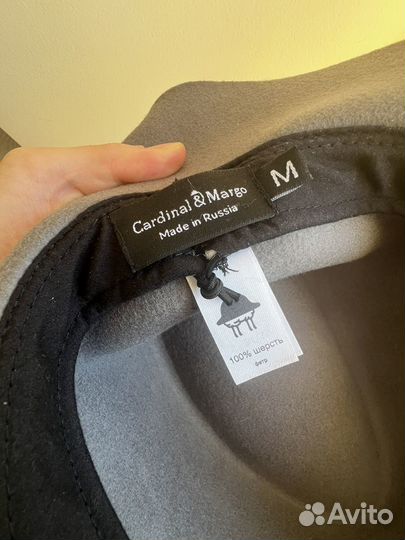 Cardinal & Margo
Made in Russia
M
100% шерсть
фетр
Avito